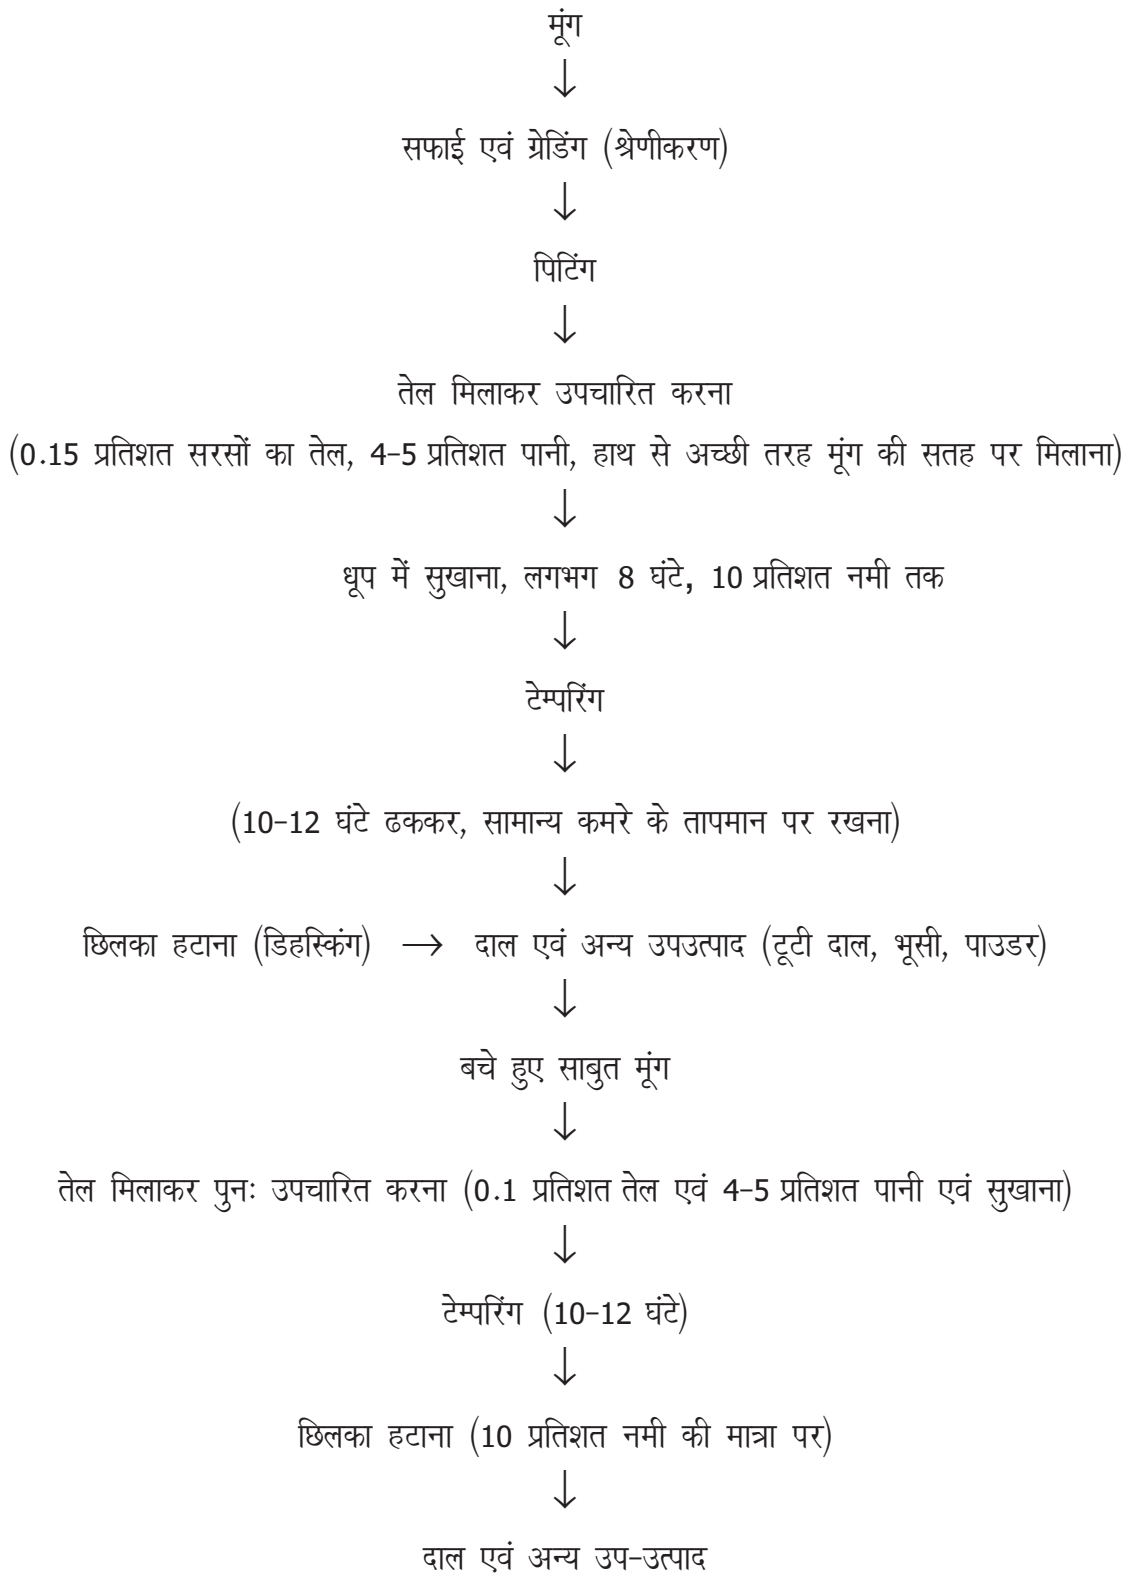 मूंग
↓
सफाई एवं ग्रेडिंग (श्रेणीकरण)
↓
पिटिंग
↓
तेल मिलाकर उपचारित करना
(0.15 प्रतिशत सरसों का तेल, 4-5 प्रतिशत पानी, हाथ से अच्छी तरह मूंग की सतह पर मिलाना)
↓
धूप में सुखाना, लगभग 8 घंटे, 10 प्रतिशत नमी तक
↓
टेम्परिंग
↓
(10-12 घंटे ढककर, सामान्य कमरे के तापमान पर रखना)
↓
छिलका हटाना (डिहस्किंग) → दाल एवं अन्य उपउत्पाद (टूटी दाल, भूसी, पाउडर)
↓
बचे हुए साबुत मूंग
↓
तेल मिलाकर पुनः उपचारित करना (0.1 प्रतिशत तेल एवं 4-5 प्रतिशत पानी एवं सुखाना)
↓
टेम्परिंग (10-12 घंटे)
↓
छिलका हटाना (10 प्रतिशत नमी की मात्रा पर)
↓
दाल एवं अन्य उप-उत्पाद